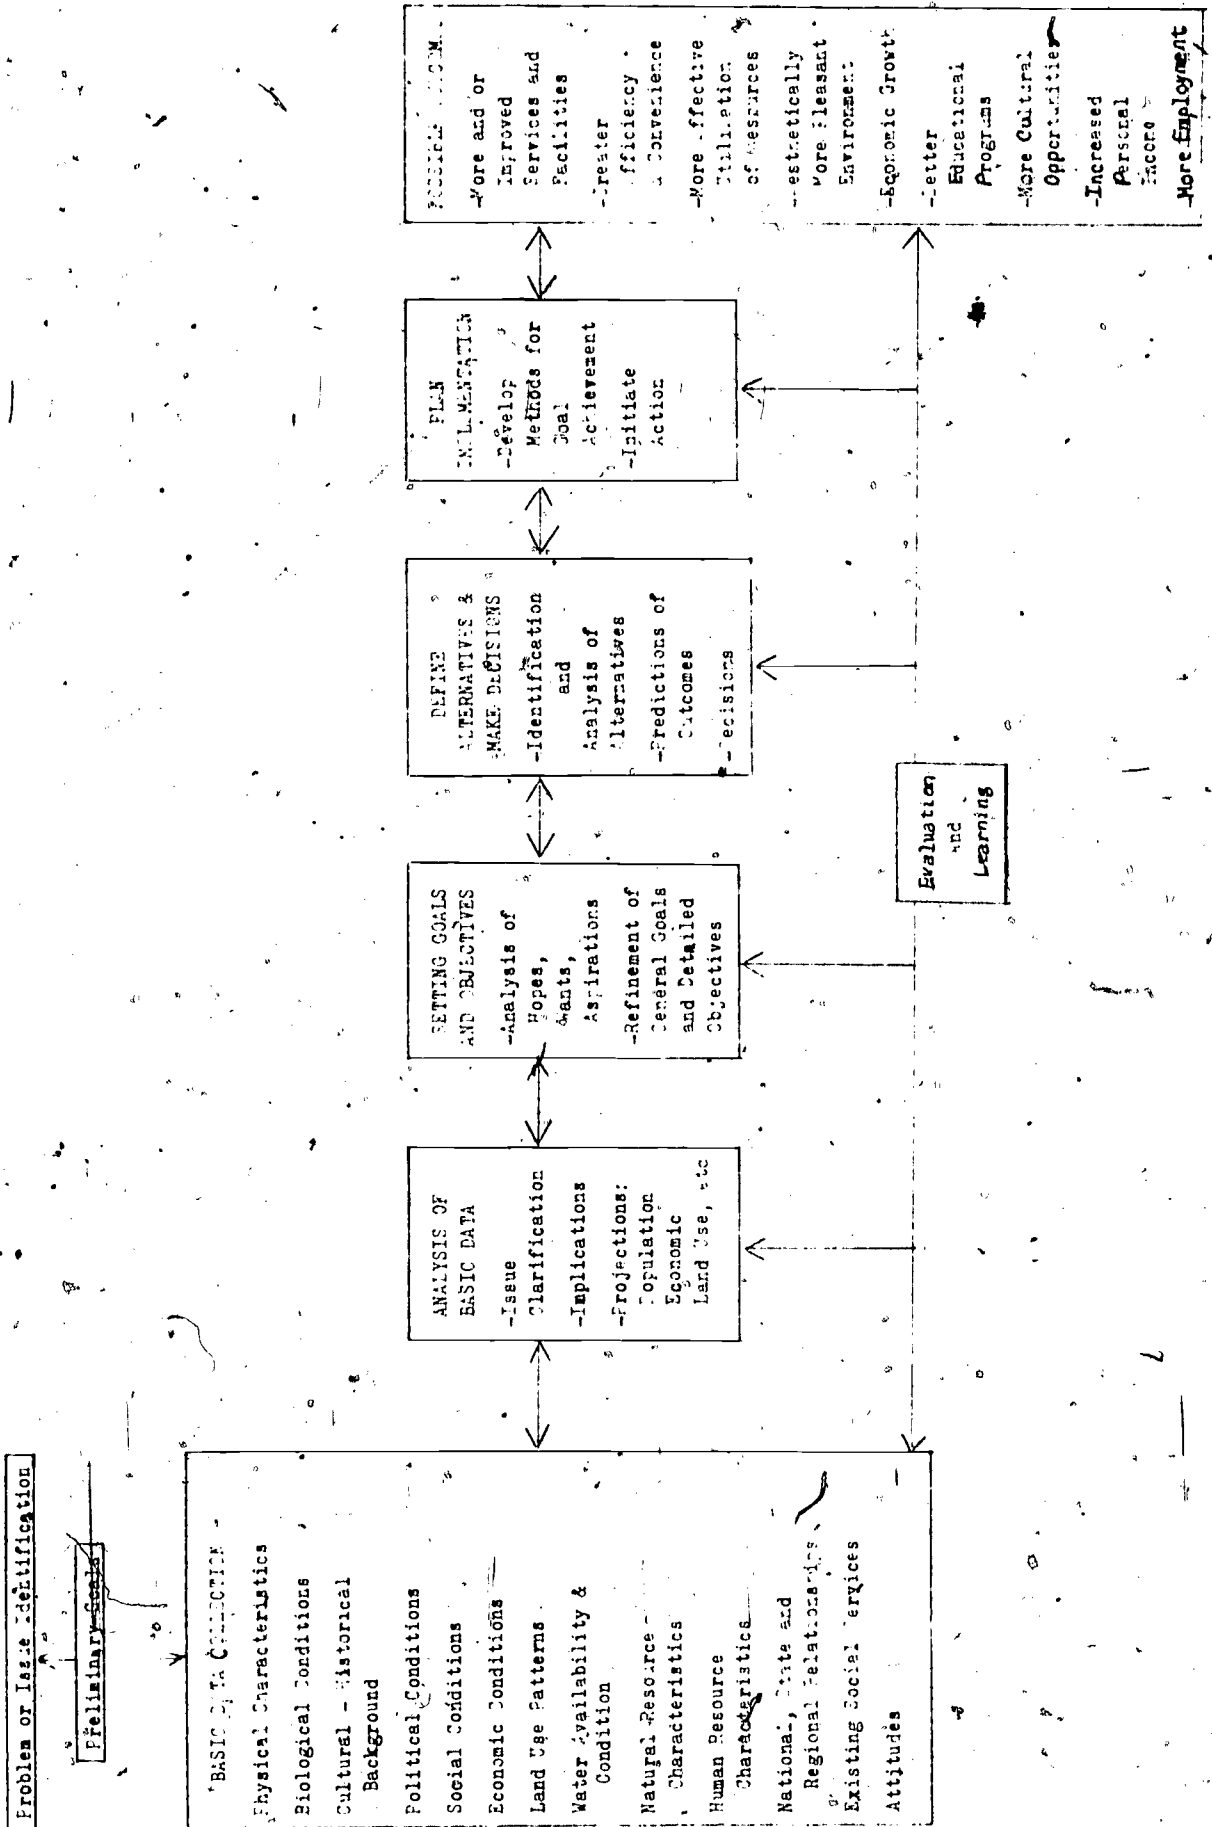 Problem or Issue Identification
Preliminary Goals
BASIC DATA COLLECTION
Physical Characteristics
Biological Conditions
Cultural - Historical
Background
Political Conditions
Social Conditions
Economic Conditions
Land Use Patterns
Water Availability &
Condition
Natural Resource
Characteristics
Human Resource
Characteristics
National, State and
Regional Relationships
Existing Social Services
Attitudes
ANALYSIS OF
BASIC DATA
-Issue
Clarification
-Implications
-Projections:
Population
Economic
Land Use, etc
SETTING GOALS
AND OBJECTIVES
-Analysis of
Hopes,
Wants,
Aspirations
-Refinement of
General Goals
and Detailed
Objectives
DEFINE
ALTERNATIVES &
MAKE DECISIONS
-Identification
and
Analysis of
Alternatives
-Predictions of
Outcomes
-Decisions
PLAN
IMPLEMENTATION
-Develop
Methods for
Goal
Achievement
-Initiate
Action
POSSIBLE
-More and/or
Improved
Services and
Facilities
-Greater
Efficiency
& Convenience
-More Effective
Utilization
of Resources
-Aesthetically
More Pleasant
Environment
-Economic Growth
-Better
Educational
Programs
-More Cultural
Opportunities
-Increased
Personal
Income
-More Employment
Evaluation
and
Learning